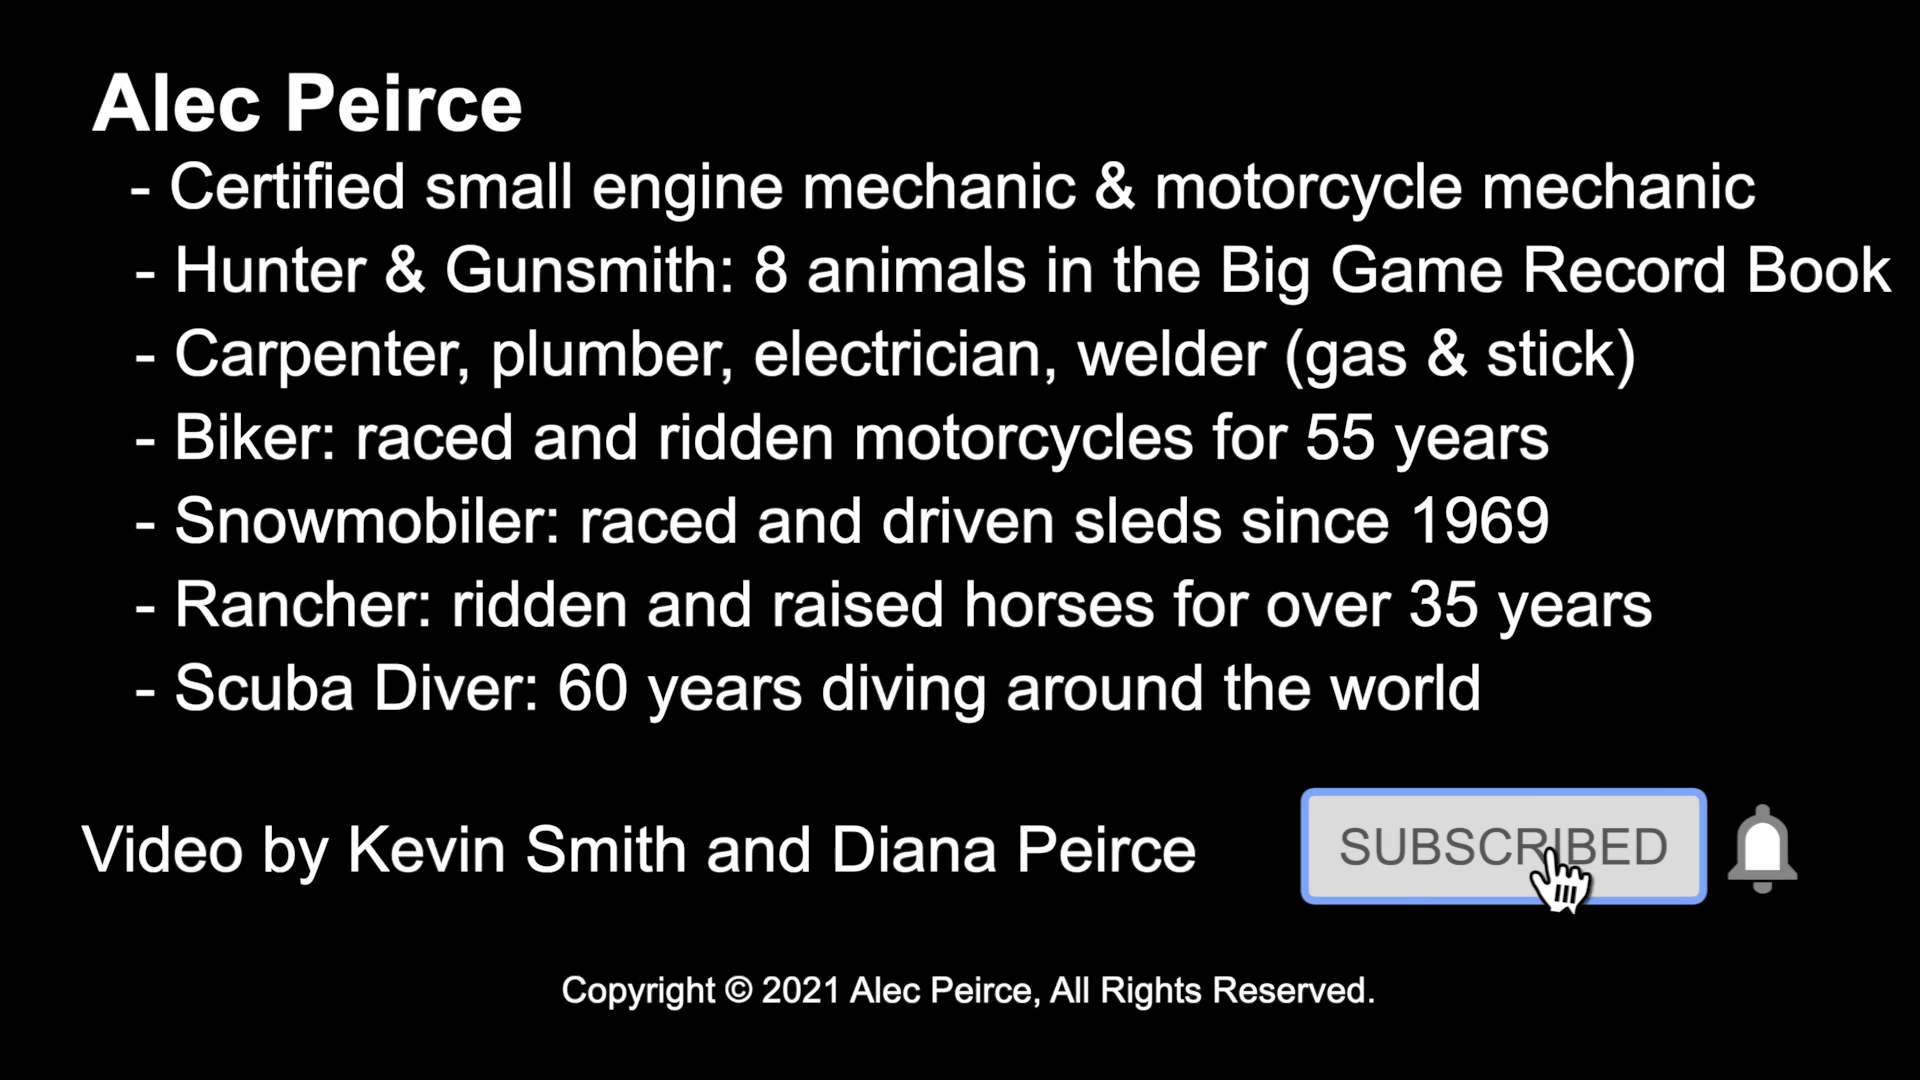 Alec Peirce
- Certified small engine mechanic & motorcycle mechanic
- Hunter & Gunsmith: 8 animals in the Big Game Record Book
- Carpenter, plumber, electrician, welder (gas & stick)
- Biker: raced and ridden motorcycles for 55 years
- Snowmobiler: raced and driven sleds since 1969
- Rancher: ridden and raised horses for over 35 years
- Scuba Diver: 60 years diving around the world
Video by Kevin Smith and Diana Peirce
SUBSCRIBED
Copyright © 2021 Alec Peirce, All Rights Reserved.